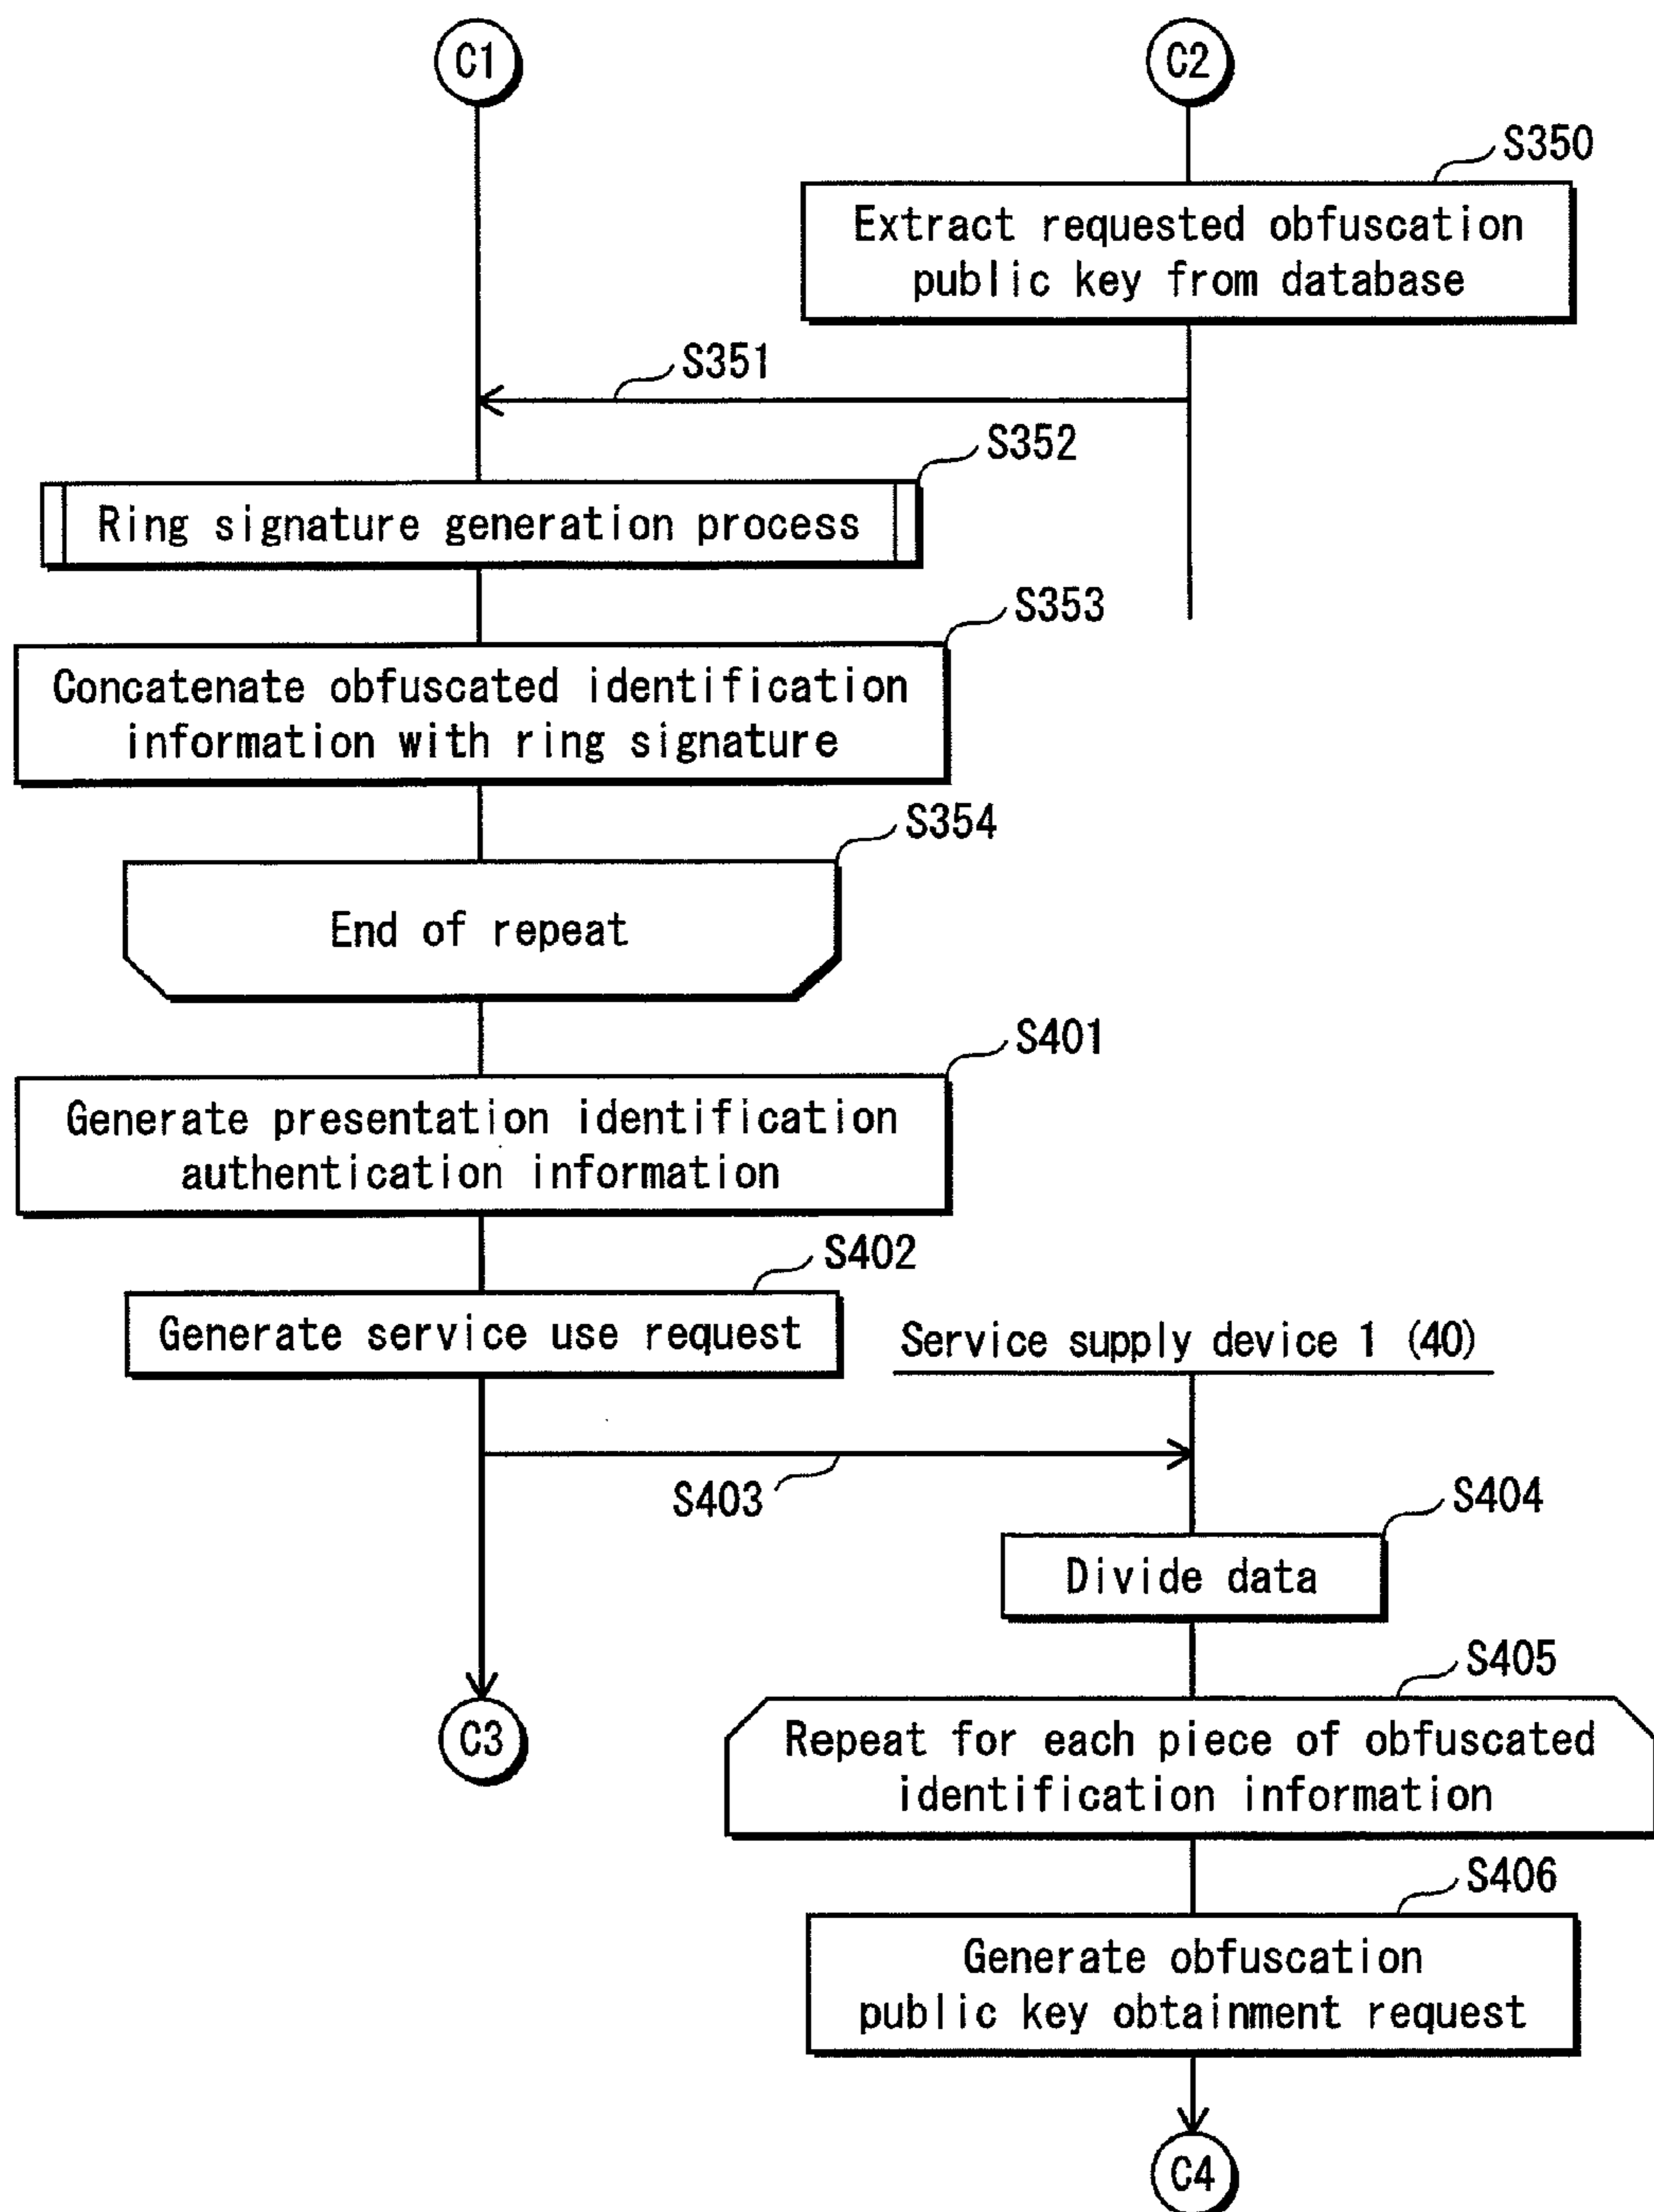 C1
C2
S350
Extract requested obfuscation
public key from database
S351
S352
Ring signature generation process
S353
Concatenate obfuscated identification
information with ring signature
S354
End of repeat
S401
Generate presentation identification
authentication information
S402
Generate service use request
Service supply device 1 (40)
S403
S404
Divide data
S405
C3
Repeat for each piece of obfuscated
identification information
S406
Generate obfuscation
public key obtainment request
C4